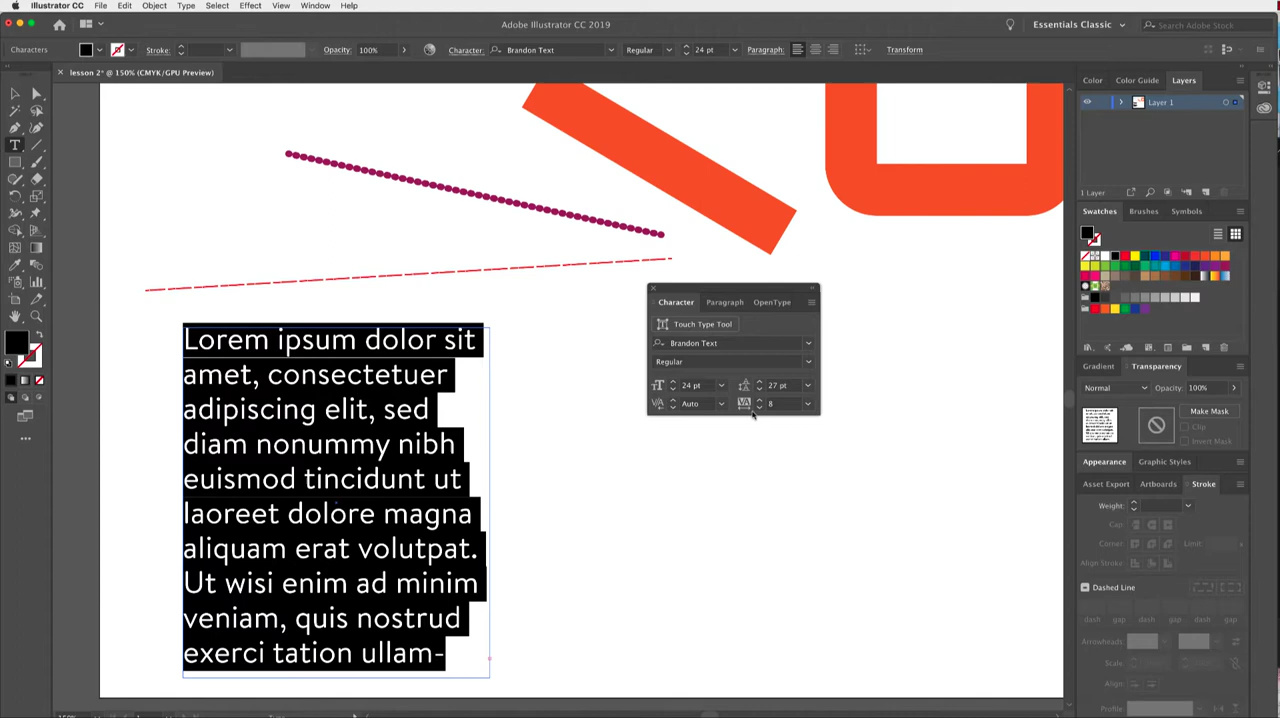 Illustrator CC File Edit Object Type Select Effect View Window Help
Adobe Illustrator CC 2019
Essentials Classic
Search Adobe Stock
Characters Stroke: Opacity: 100% Character: Brandon Text Regular 24 pt Paragraph: Transform
× lesson 2* @ 150% (CMYK/GPU Preview)
Color Color Guide Layers
Layer 1
1 Layer
Swatches Brushes Symbols
Character Paragraph OpenType
Touch Type Tool
Brandon Text
Regular
24 pt 27 pt
Auto 8
Lorem ipsum dolor sit
amet, consectetuer
adipiscing elit, sed
diam nonummy nibh
euismod tincidunt ut
laoreet dolore magna
aliquam erat volutpat.
Ut wisi enim ad minim
veniam, quis nostrud
exerci tation ullam-
Gradient Transparency
Normal Opacity: 100%
Make Mask
Clip
Invert Mask
Appearance Graphic Styles
Asset Export Artboards Stroke
Weight:
Cap:
Corner: Limit:
Align Stroke:
Dashed Line
dash gap dash gap dash gap
Arrowheads:
Scale:
Align:
Profile: